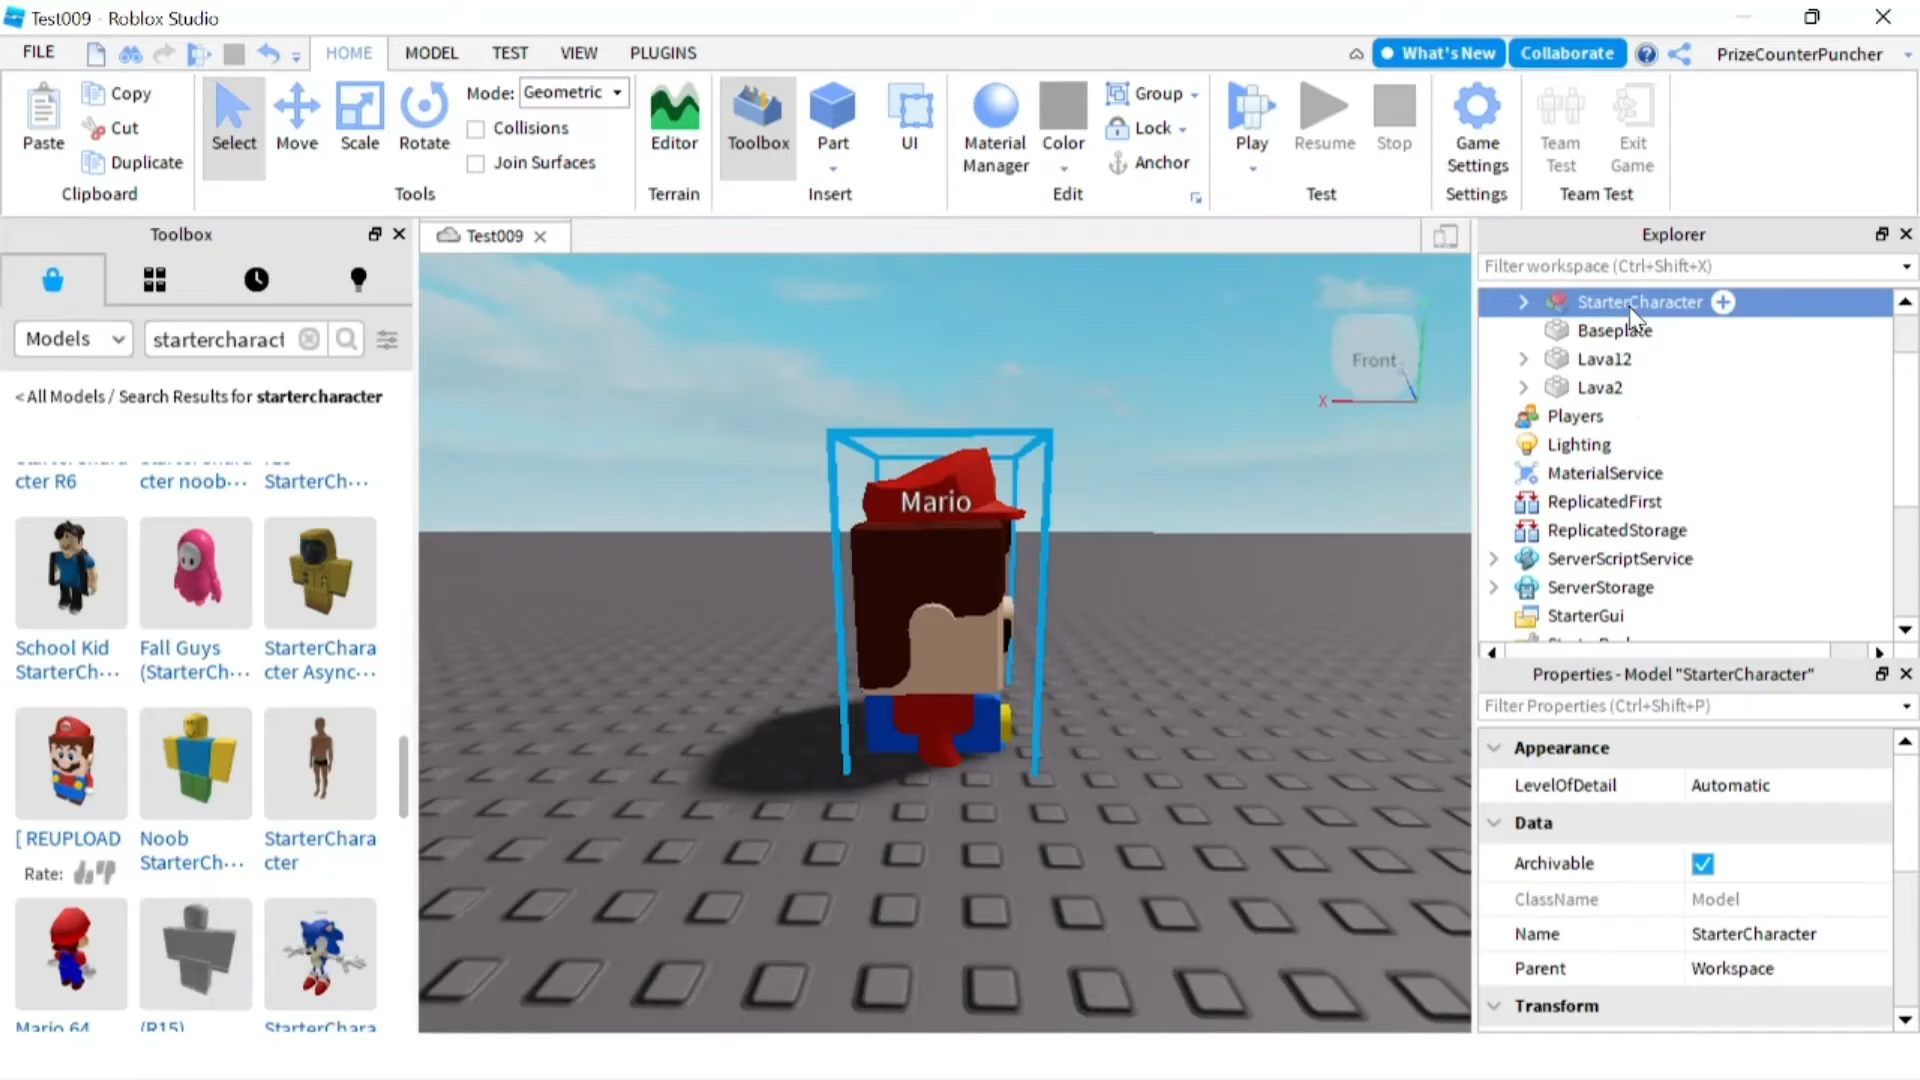 Test009 - Roblox Studio
FILE
HOME
MODEL
TEST
VIEW
PLUGINS
What's New
Collaborate
PrizeCounterPuncher
Paste
Copy
Cut
Duplicate
Clipboard
Select
Move
Scale
Rotate
Mode: Geometric
Collisions
Join Surfaces
Tools
Editor
Terrain
Toolbox
Part
UI
Insert
Material
Manager
Color
Group
Lock
Anchor
Edit
Play
Resume
Stop
Test
Game
Settings
Settings
Team
Test
Exit
Game
Team Test
Toolbox
Models
startercharact
< All Models / Search Results for startercharacter
cter R6
cter noob...
StarterCh...
School Kid
StarterCh...
Fall Guys
(StarterCh...
StarterChara
cter Async...
[ REUPLOAD
Rate:
Noob
StarterCh...
StarterChara
cter
Mario 64
(R15)
StarterChara
Test009
Front
X
Mario
Explorer
Filter workspace (Ctrl+Shift+X)
StarterCharacter
Baseplate
Lava12
Lava2
Players
Lighting
MaterialService
ReplicatedFirst
ReplicatedStorage
ServerScriptService
ServerStorage
StarterGui
Properties - Model "StarterCharacter"
Filter Properties (Ctrl+Shift+P)
Appearance
LevelOfDetail Automatic
Data
Archivable
ClassName Model
Name StarterCharacter
Parent Workspace
Transform